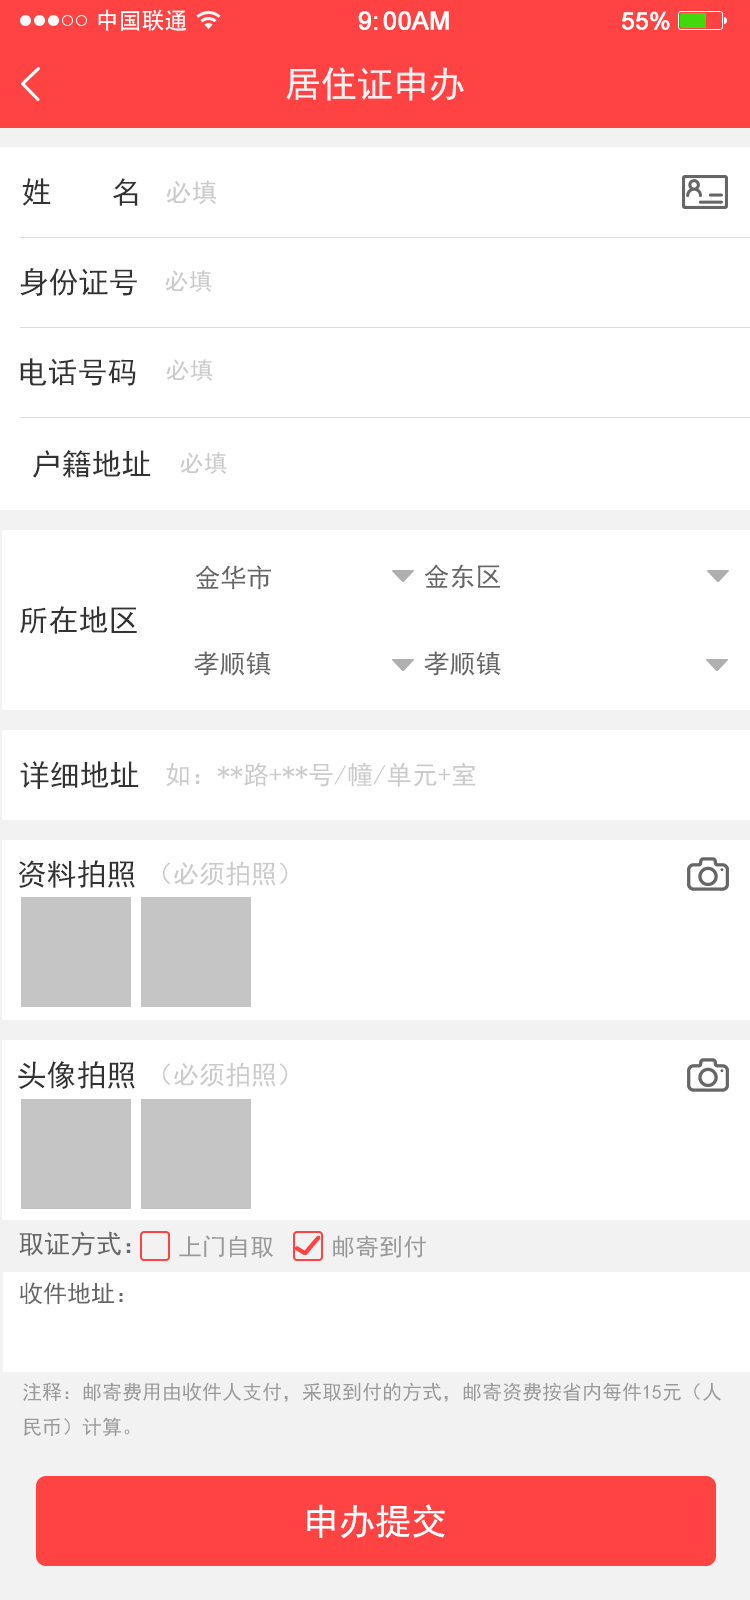 中国联通 9:00AM 55%
居住证申办
姓 名 必填
身份证号 必填
电话号码 必填
户籍地址 必填
金华市 金东区
所在地区
孝顺镇 孝顺镇
详细地址 如：**路+**号/幢/单元+室
资料拍照 （必须拍照）
头像拍照 （必须拍照）
取证方式：上门自取 邮寄到付
收件地址：
注释：邮寄费用由收件人支付，采取到付的方式，邮寄资费按省内每件15元（人
民币）计算。
申办提交